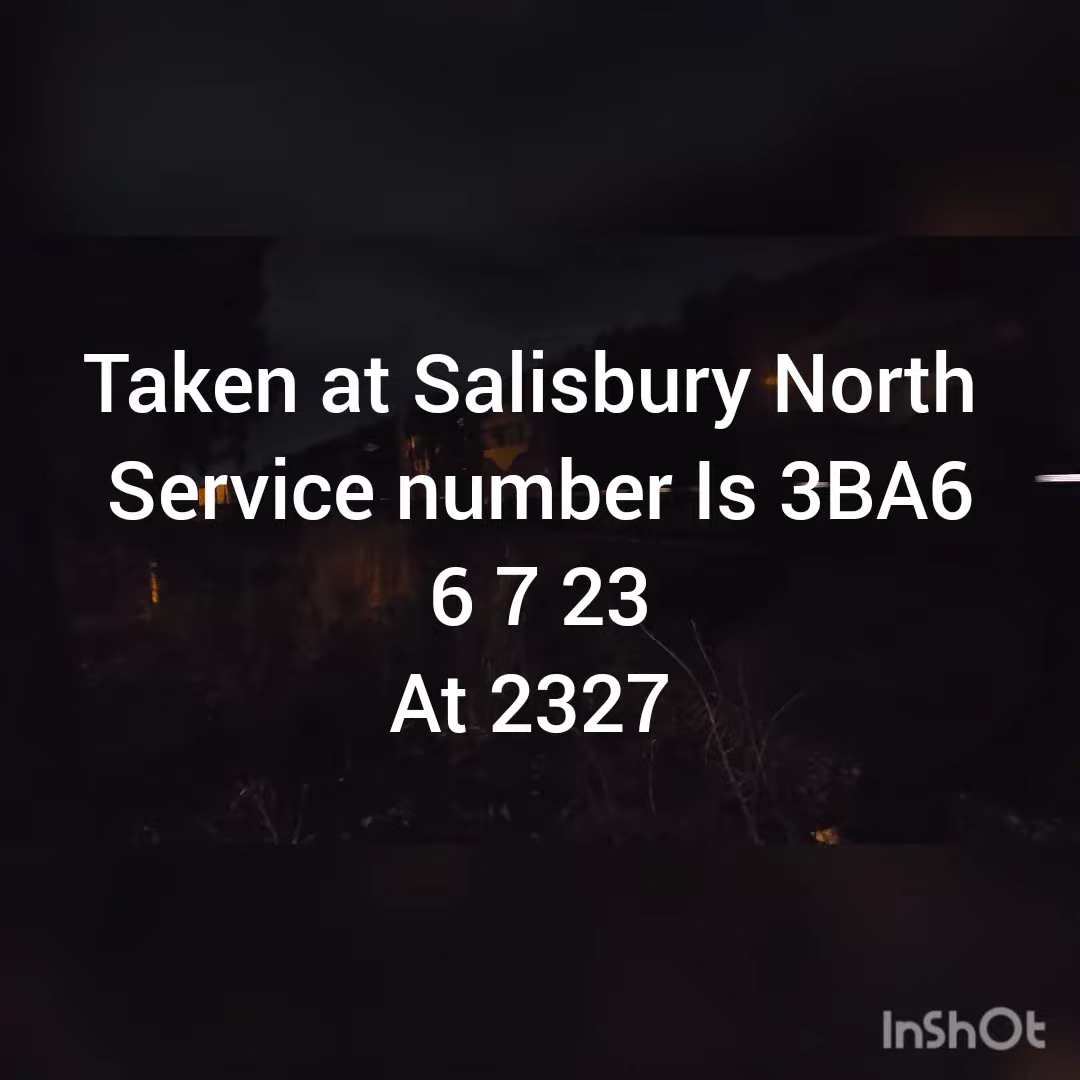 Taken at Salisbury North
Service number Is 3BA6
6 7 23
At 2327
InShOt